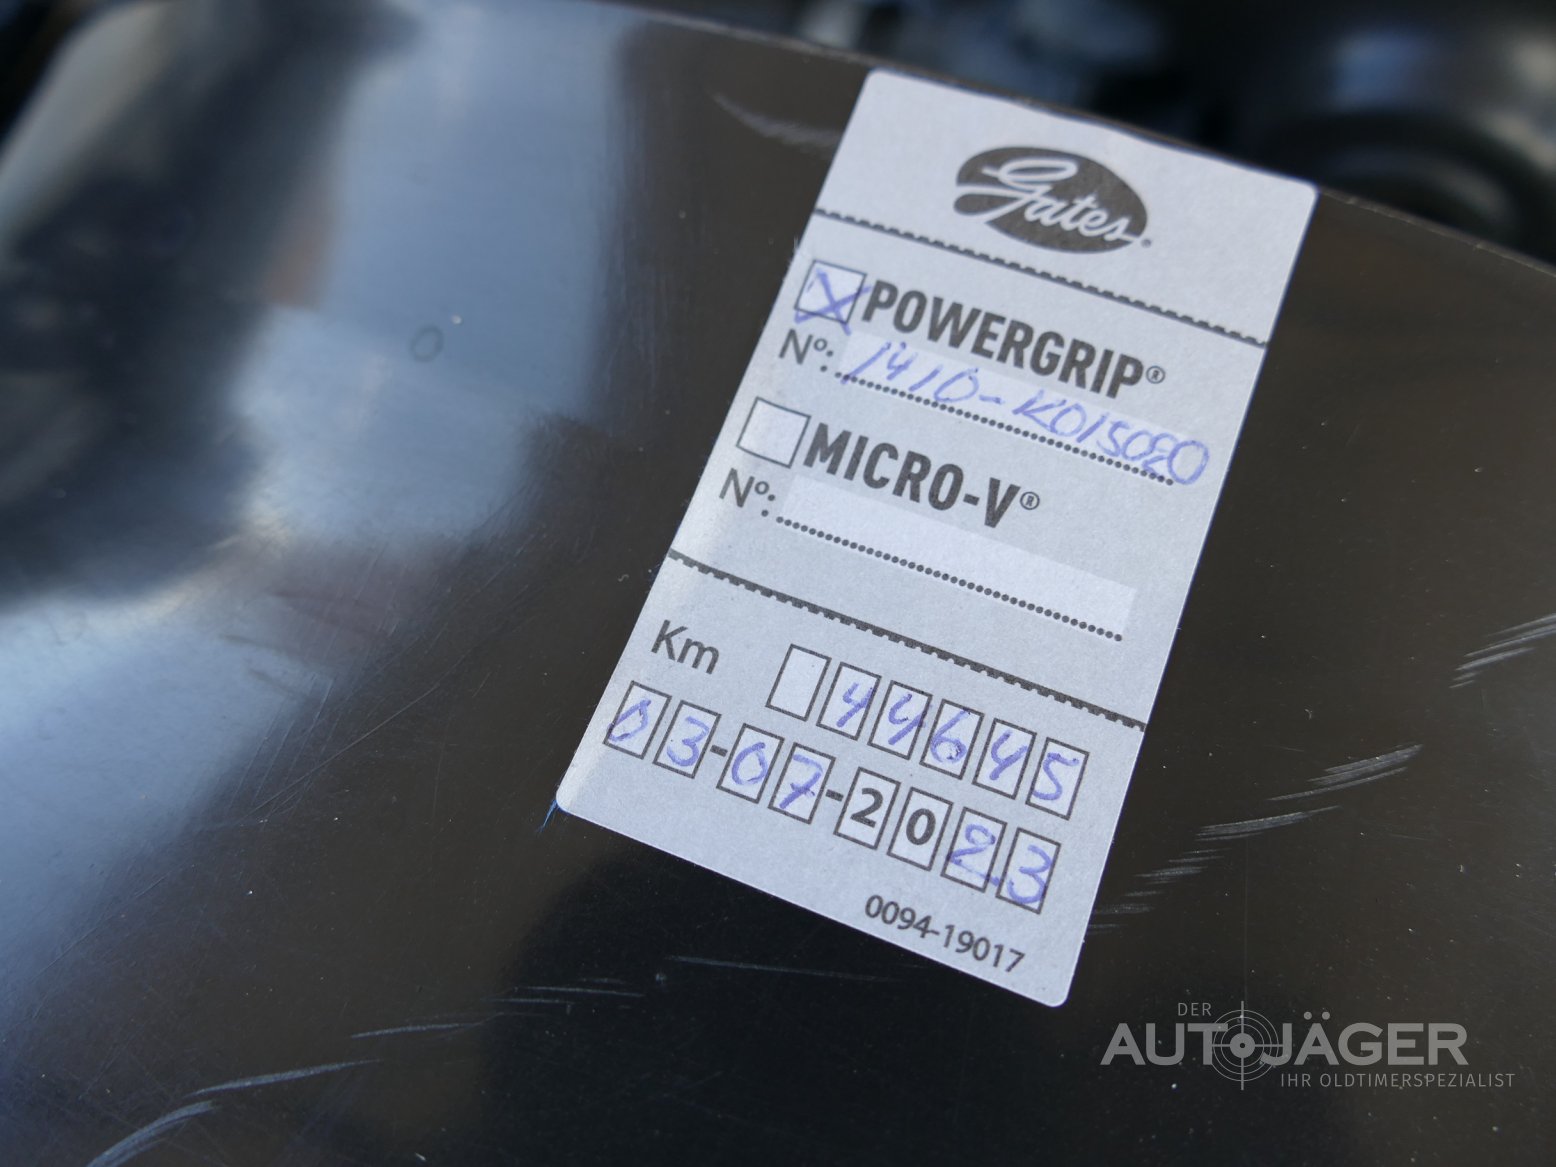 Gates®
POWERGRIP®
Nº: 1410-K015020
MICRO-V®
Nº:
Km 44645
03-07-2023
0094-19017
DER
AUTOJÄGER
IHR OLDTIMERSPEZIALIST